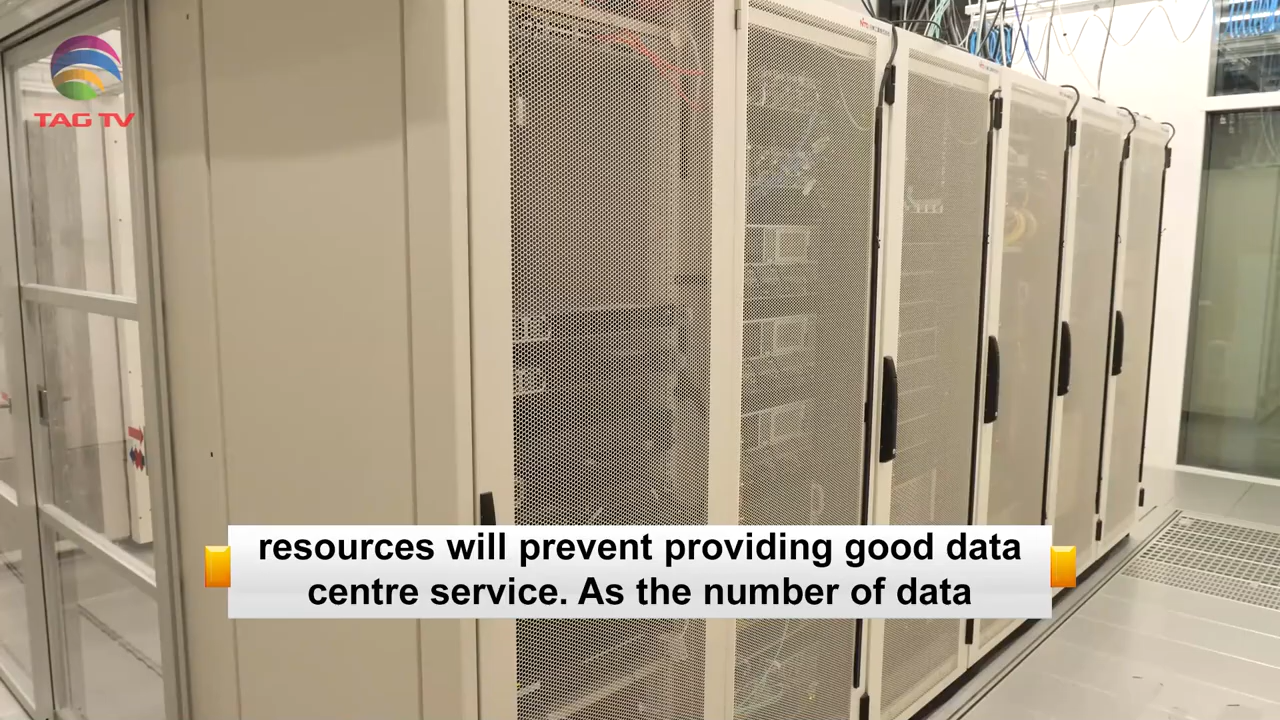 TAG TV
resources will prevent providing good data
centre service. As the number of data